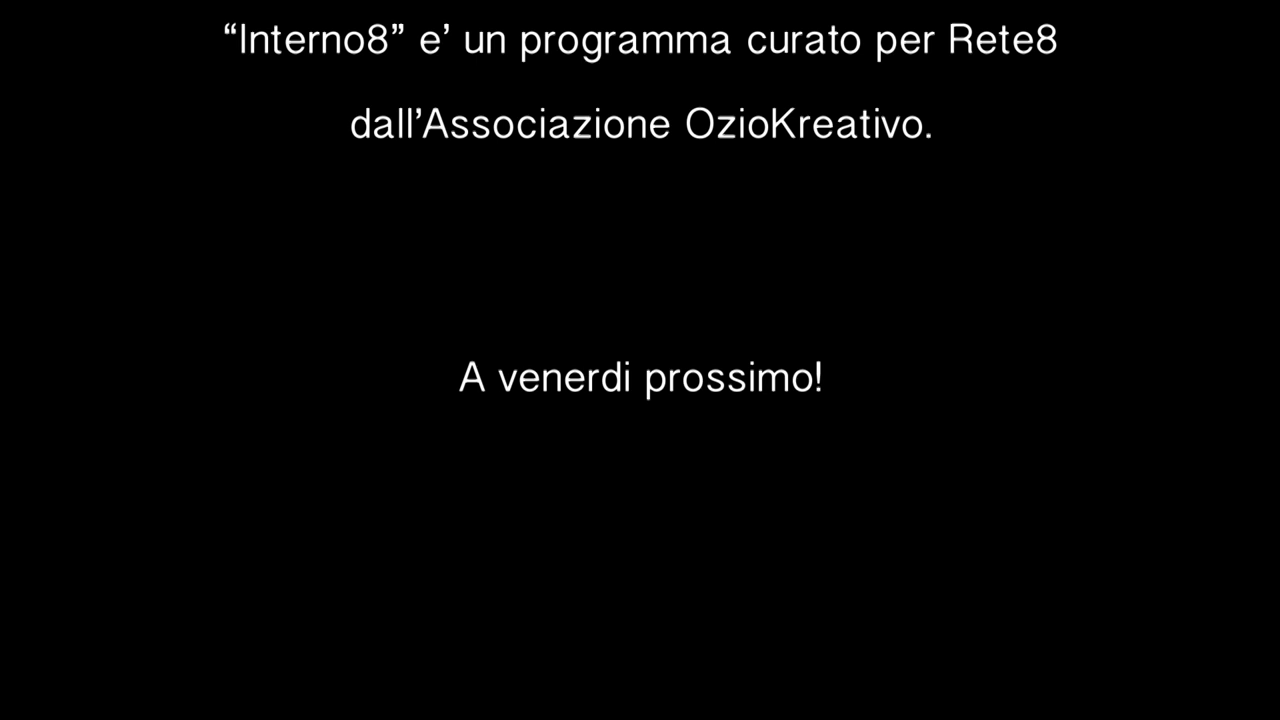 “Interno8” e’ un programma curato per Rete8
dall’Associazione OzioKreativo.
A venerdi prossimo!